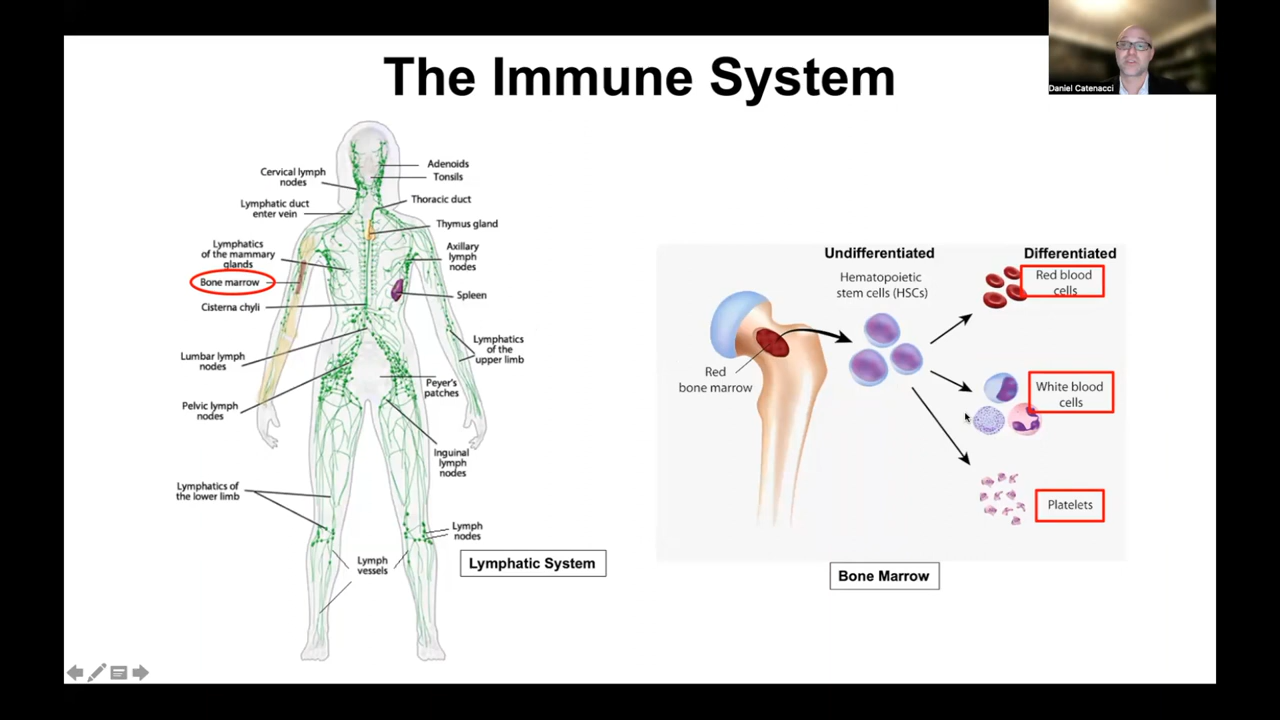 The Immune System
Daniel Catenacci
Cervical lymph
nodes
Lymphatic duct
enter vein
Lymphatics
of the mammary
glands
Bone marrow
Cisterna chyli
Lumbar lymph
nodes
Pelvic lymph
nodes
Lymphatics of
the lower limb
Adenoids
Tonsils
Thoracic duct
Thymus gland
Axillary
lymph
nodes
Spleen
Lymphatics
of the
upper limb
Peyer's
patches
Inguinal
lymph
nodes
Lymph
nodes
Lymph
vessels
Lymphatic System
Undifferentiated
Differentiated
Hematopoietic
stem cells (HSCs)
Red blood
cells
Red
bone marrow
White blood
cells
Platelets
Bone Marrow